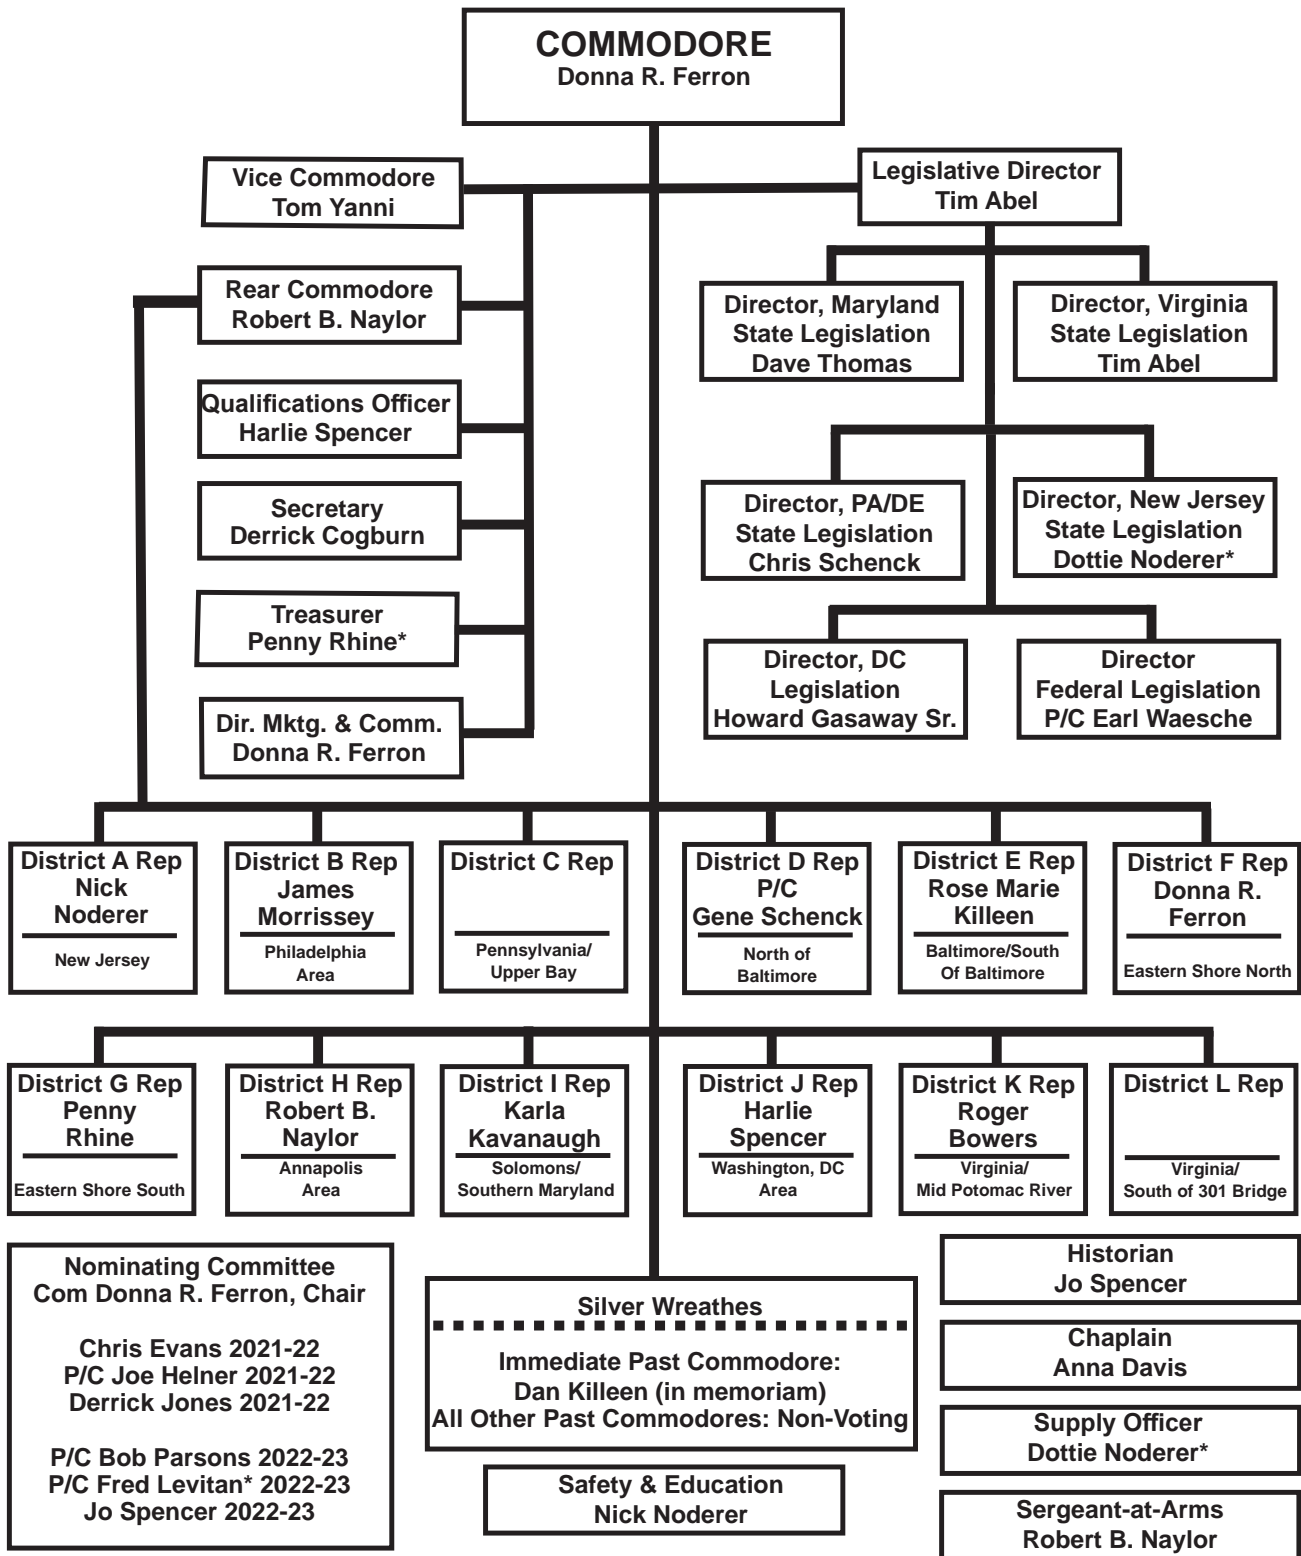 COMMODORE
Donna R. Ferron
Vice Commodore
Tom Yanni
Legislative Director
Tim Abel
Rear Commodore
Robert B. Naylor
Director, Maryland
State Legislation
Dave Thomas
Director, Virginia
State Legislation
Tim Abel
Qualifications Officer
Harlie Spencer
Secretary
Derrick Cogburn
Director, PA/DE
State Legislation
Chris Schenck
Director, New Jersey
State Legislation
Dottie Noderer*
Treasurer
Penny Rhine*
Director, DC
Legislation
Howard Gasaway Sr.
Director
Federal Legislation
P/C Earl Waesche
Dir. Mktg. & Comm.
Donna R. Ferron
District A Rep
Nick
Noderer
New Jersey
District B Rep
James
Morrissey
Philadelphia
Area
District C Rep
Pennsylvania/
Upper Bay
District D Rep
P/C
Gene Schenck
North of
Baltimore
District E Rep
Rose Marie
Killeen
Baltimore/South
Of Baltimore
District F Rep
Donna R.
Ferron
Eastern Shore North
District G Rep
Penny
Rhine
Eastern Shore South
District H Rep
Robert B.
Naylor
Annapolis
Area
District I Rep
Karla
Kavanaugh
Solomons/
Southern Maryland
District J Rep
Harlie
Spencer
Washington, DC
Area
District K Rep
Roger
Bowers
Virginia/
Mid Potomac River
District L Rep
Virginia/
South of 301 Bridge
Nominating Committee
Com Donna R. Ferron, Chair
Chris Evans 2021-22
P/C Joe Helner 2021-22
Derrick Jones 2021-22
P/C Bob Parsons 2022-23
P/C Fred Levitan* 2022-23
Jo Spencer 2022-23
Silver Wreathes
Immediate Past Commodore:
Dan Killeen (in memoriam)
All Other Past Commodores: Non-Voting
Safety & Education
Nick Noderer
Historian
Jo Spencer
Chaplain
Anna Davis
Supply Officer
Dottie Noderer*
Sergeant-at-Arms
Robert B. Naylor